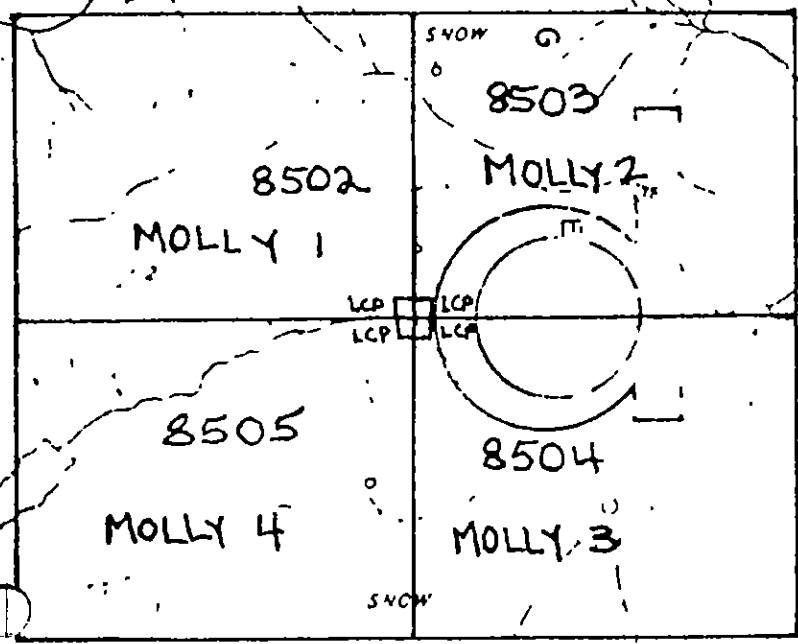 SNOW
8503
MOLLY 2
8502
MOLLY 1
LCP LCP
LCP LCP
8505
8504
MOLLY 4
MOLLY 3
SNOW